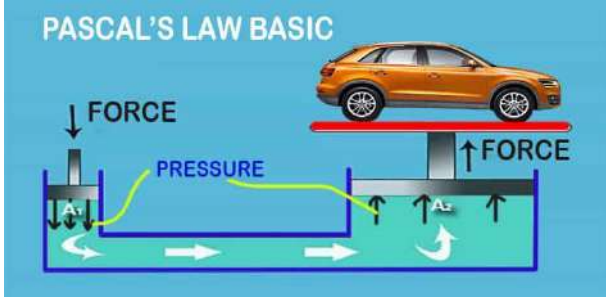 PASCAL'S LAW BASIC
↓ FORCE
PRESSURE
↑ FORCE
A₁
A₂